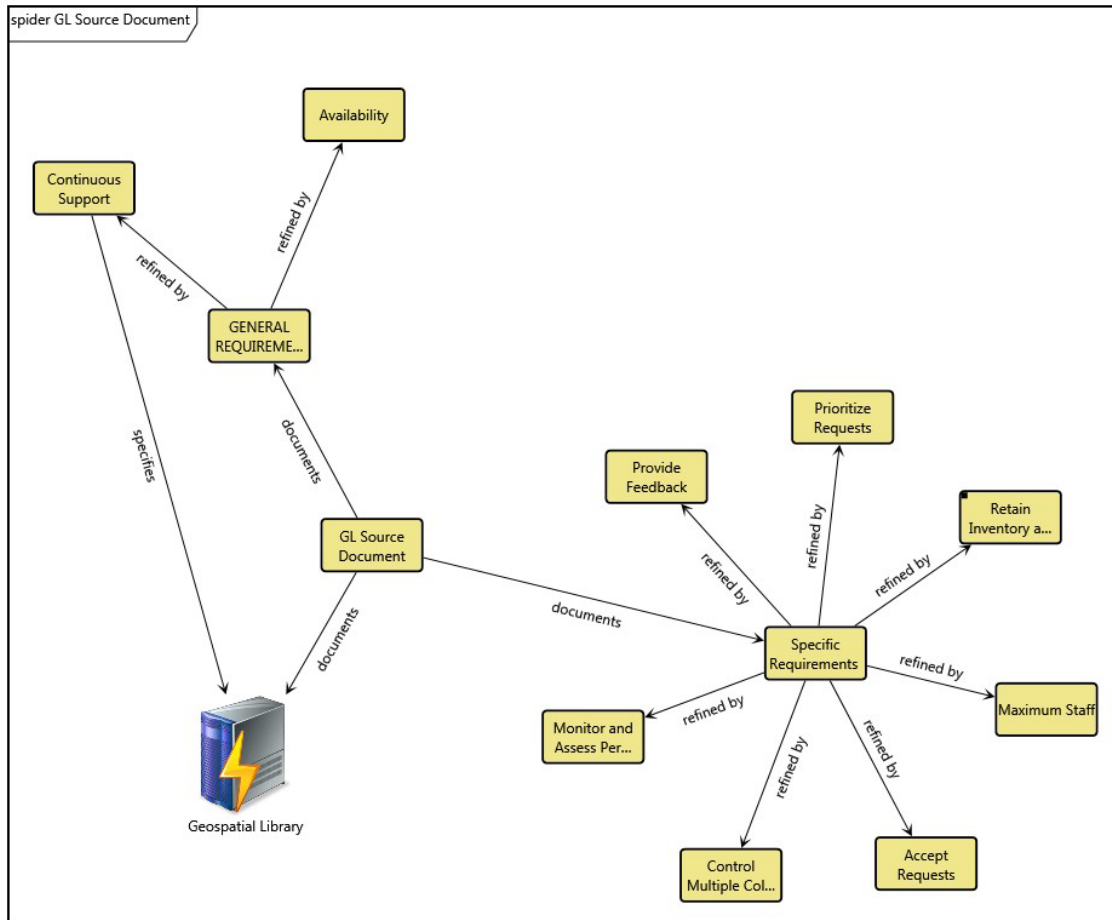 spider GL Source Document
Availability
Continuous
Support
refined by
refined by
GENERAL
REQUIREME...
documents
specifies
GL Source
Document
documents
documents
Geospatial Library
Prioritize
Requests
Provide
Feedback
Retain
Inventory a...
refined by
refined by
refined by
Specific
Requirements
refined by
Maximum Staff
refined by
Monitor and
Assess Per...
refined by
refined by
Control
Multiple Col...
Accept
Requests